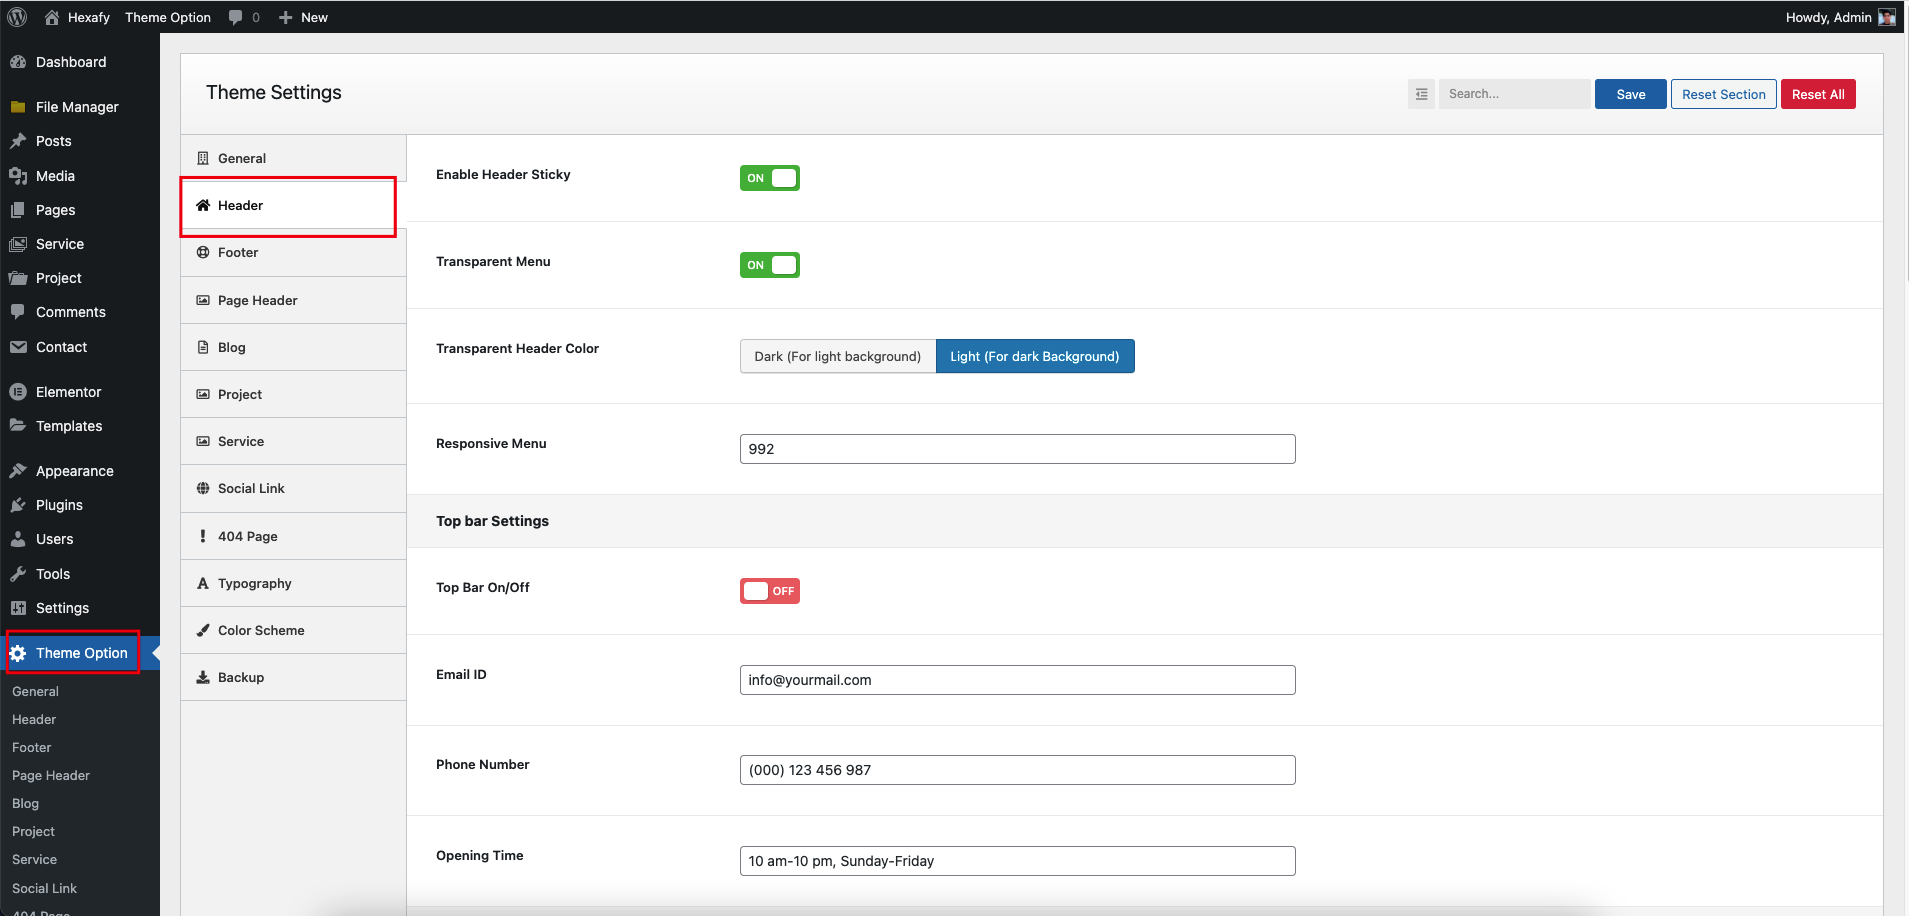 Hexafy Theme Option 0 New Howdy, Admin
Dashboard
File Manager
Posts
Media
Pages
Service
Project
Comments
Contact
Elementor
Templates
Appearance
Plugins
Users
Tools
Settings
Theme Option
General
Header
Footer
Page Header
Blog
Project
Service
Social Link
404 Page
Theme Settings
Search...
Save
Reset Section
Reset All
General
Header
Footer
Page Header
Blog
Project
Service
Social Link
404 Page
Typography
Color Scheme
Backup
Enable Header Sticky
ON
Transparent Menu
ON
Transparent Header Color
Dark (For light background) Light (For dark Background)
Responsive Menu
992
Top bar Settings
Top Bar On/Off
OFF
Email ID
info@yourmail.com
Phone Number
(000) 123 456 987
Opening Time
10 am-10 pm, Sunday-Friday